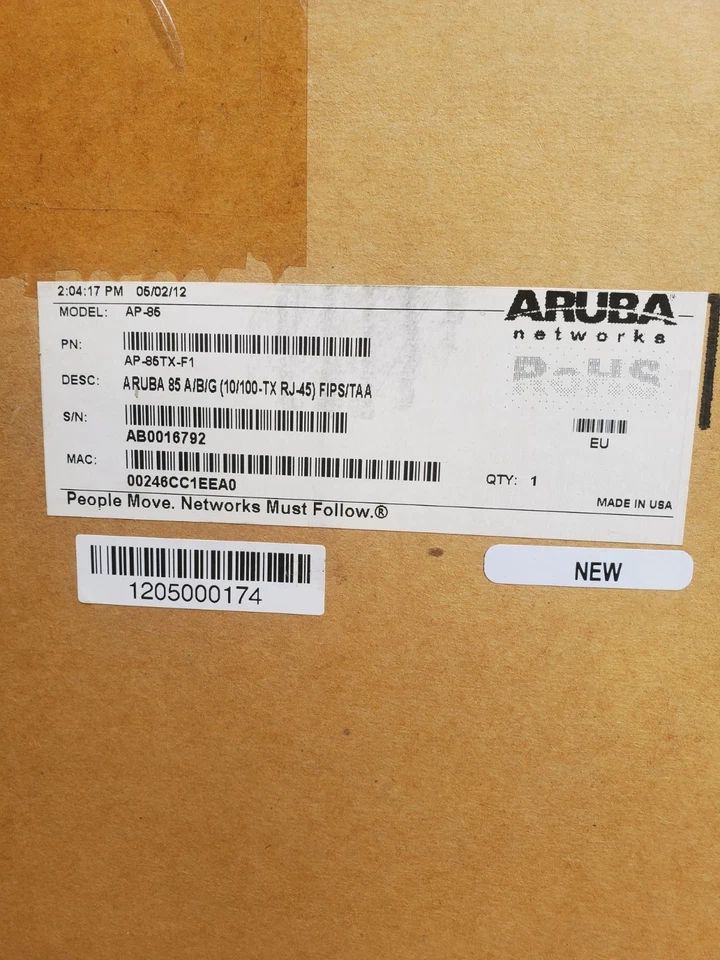 2:04:17 PM 05/02/12
ARUBA
networks
MODEL: AP-85
PN:
AP-85TX-F1
RoHS
DESC: ARUBA 85 A/B/G (10/100-TX RJ-45) FIPS/TAA
S/N:
AB0016792
EU
MAC:
00246CC1EEA0
QTY: 1
People Move. Networks Must Follow.®
MADE IN USA
1205000174
NEW